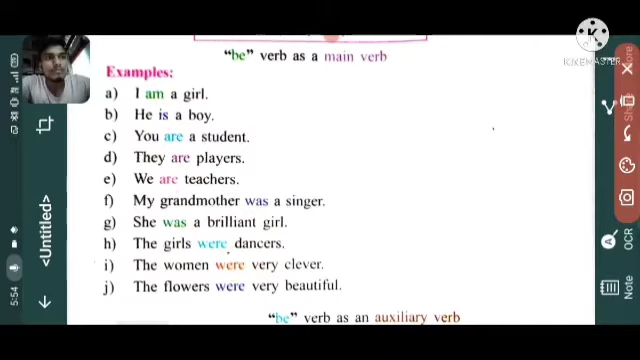 "be" verb as a main verb
Examples:
a) I am a girl.
b) He is a boy.
c) You are a student.
d) They are players.
e) We are teachers.
f) My grandmother was a singer.
g) She was a brilliant girl.
h) The girls were dancers.
i) The women were very clever.
j) The flowers were very beautiful.
"be" verb as an auxiliary verb
<Untitled>
5:54
KINEMASTER
More
Share
OCR
Note